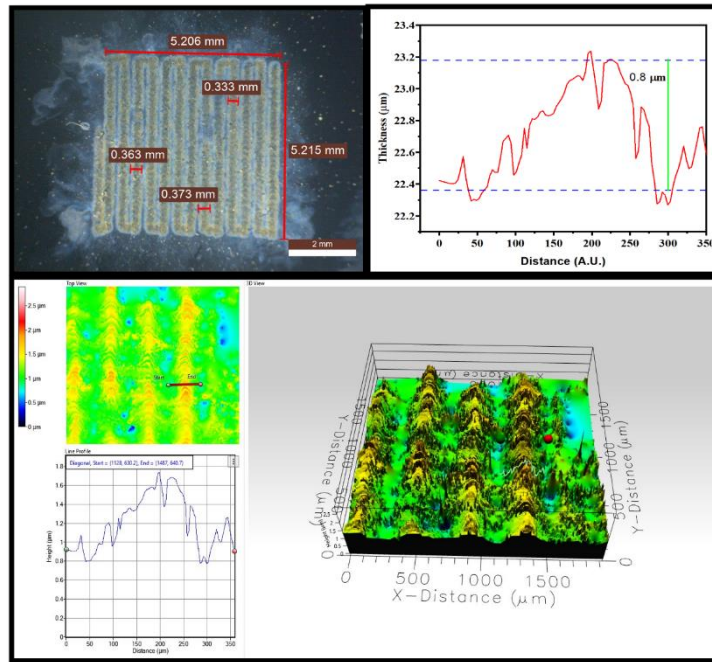 5.206 mm
0.333 mm
5.215 mm
0.363 mm
0.373 mm
2 mm
23.4
23.2
23.0
22.8
22.6
22.4
22.2
Thickness (μm)
0.8 μm
0 50 100 150 200 250 300 350
Distance (A.U.)
Top View
2.5 μm
2 μm
1.5 μm
1 μm
0.5 μm
0 μm
Start
End
Line Profile
1.8
1.6
1.4
1.2
1
0.8
0.6
0.4
0.2
0
Height (μm)
0 50 100 150 200 250 300 350
Distance (μm)
3D View
X-Distance (μm)
0 500 1000 1500
X-Distance (μm)
Y-Distance (μm)
0 500 1000 1500
Y-Distance (μm)